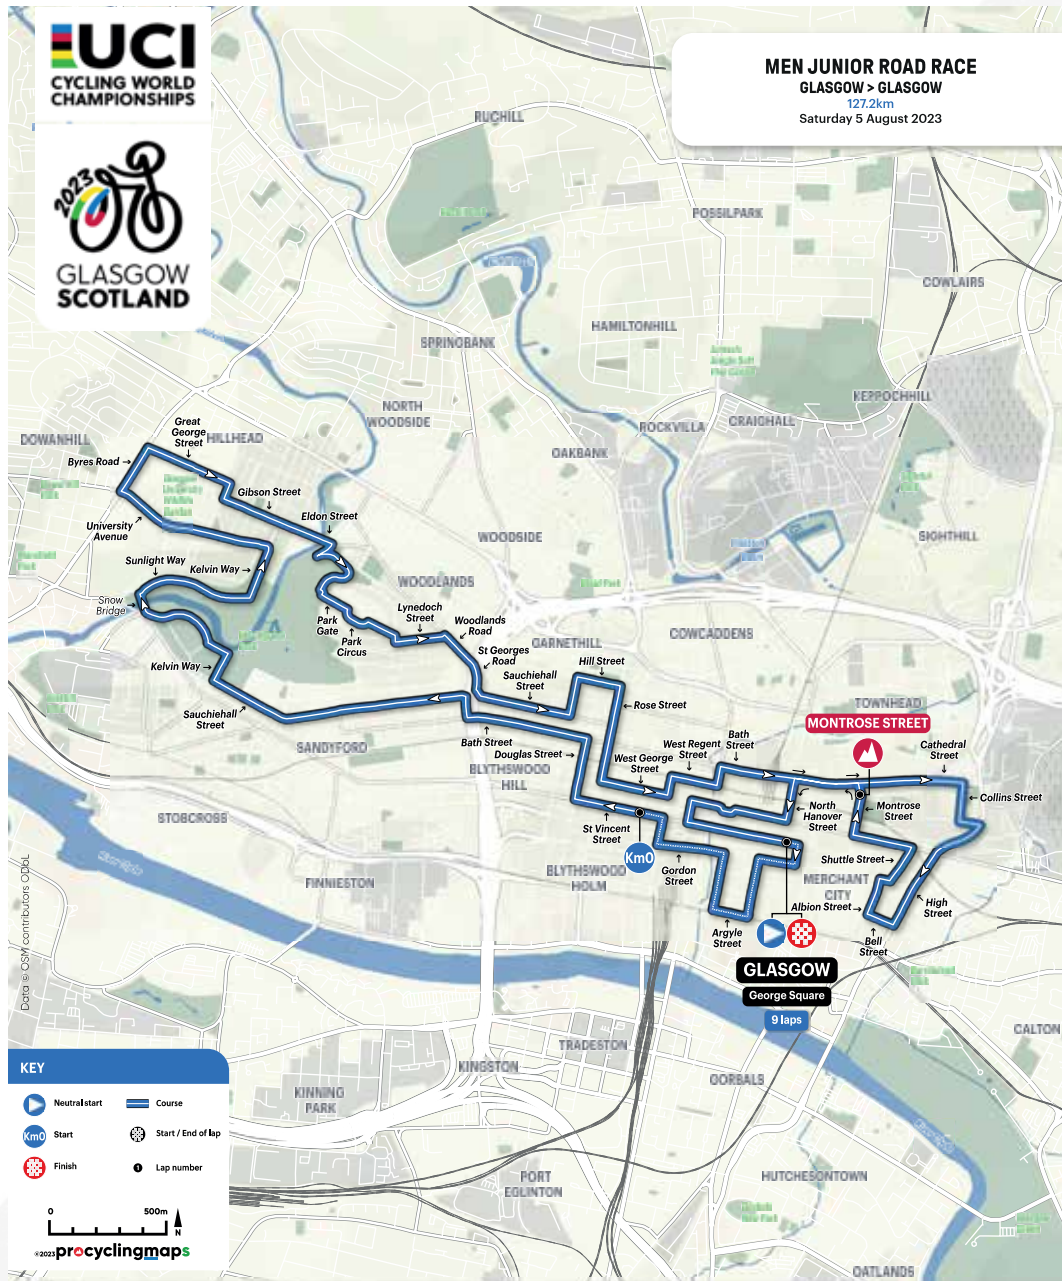 UCI
CYCLING WORLD
CHAMPIONSHIPS
2023
GLASGOW
SCOTLAND
MEN JUNIOR ROAD RACE
GLASGOW > GLASGOW
127.2km
Saturday 5 August 2023
RUCHILL
POSSILPARK
COWLAIRS
HAMILTONHILL
SPRINGBANK
KEPPOCHHILL
NORTH
WOODSIDE
CRAIGHALL
ROCKVILLA
DOWANHILL
HILLHEAD
OAKBANK
Great
George
Street
Byres Road
Gibson Street
Eldon Street
University
Avenue
WOODSIDE
SIGHTHILL
Sunlight Way
Kelvin Way
WOODLANDS
Snow
Bridge
Park
Gate
Park
Circus
Lynedoch
Street
Woodlands
Road
St Georges
Road
GARNETHILL
COWCADDENS
Kelvin Way
Sauchiehall
Street
Hill Street
Rose Street
TOWNHEAD
MONTROSE STREET
Sauchiehall
Street
SANDYFORD
Bath Street
Douglas Street
BLYTHSWOOD
HILL
West George
Street
West Regent
Street
Bath
Street
Cathedral
Street
Collins Street
North
Hanover
Street
Montrose
Street
STOBCROSS
St Vincent
Street
Km0
Gordon
Street
BLYTHSWOOD
HOLM
FINNIESTON
Shuttle Street
MERCHANT
CITY
Albion Street
High
Street
Argyle
Street
Bell
Street
GLASGOW
George Square
9 laps
Data © OSM contributors ODbL
CALTON
TRADESTON
KINGSTON
GORBALS
KINNING
PARK
PORT
EGLINTON
HUTCHESONTOWN
OATLANDS
KEY
Neutral start
Course
Km0
Start
Start / End of lap
Finish
1
Lap number
0
500m
N
©2023 procyclingmaps